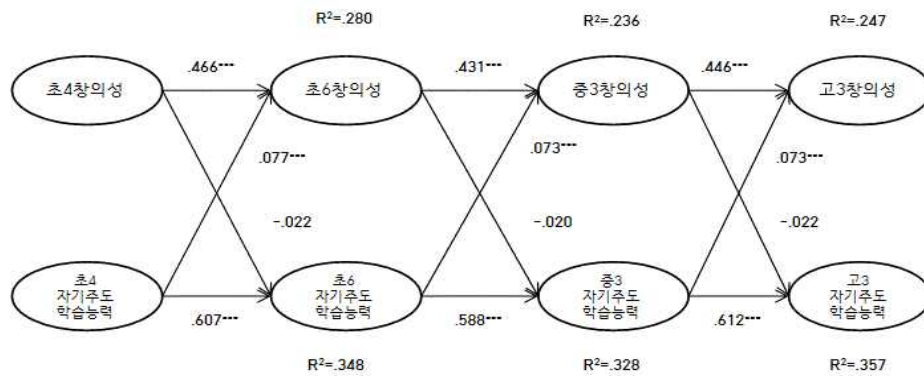 R²=.280
R²=.236
R²=.247
.466---
.431---
.446---
초4창의성
초6창의성
중3창의성
고3창의성
.077---
.073---
.073---
-.022
-.020
-.022
초4
자기주도
학습능력
초6
자기주도
학습능력
중3
자기주도
학습능력
고3
자기주도
학습능력
.607---
.588---
.612---
R²=.348
R²=.328
R²=.357